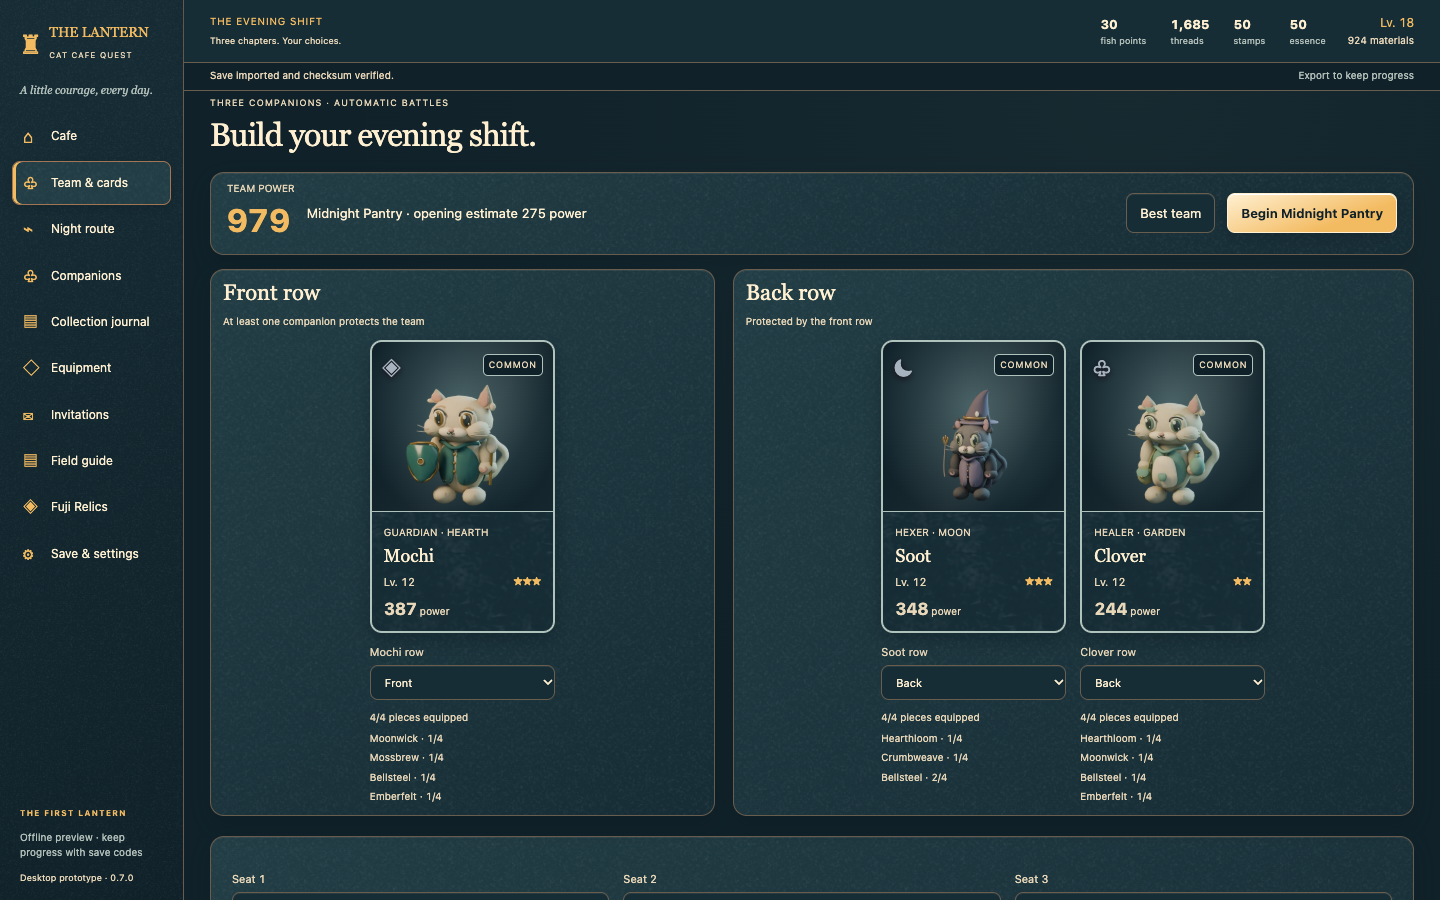 THE LANTERN
CAT CAFE QUEST
A little courage, every day.
Cafe
Team & cards
Night route
Companions
Collection journal
Equipment
Invitations
Field guide
Fuji Relics
Save & settings
THE FIRST LANTERN
Offline preview · keep
progress with save codes
Desktop prototype · 0.7.0
THE EVENING SHIFT
Three chapters. Your choices.
30
fish points
1,685
threads
50
stamps
50
essence
Lv. 18
924 materials
Save imported and checksum verified.
Export to keep progress
THREE COMPANIONS · AUTOMATIC BATTLES
Build your evening shift.
TEAM POWER
979
Midnight Pantry · opening estimate 275 power
Best team
Begin Midnight Pantry
Front row
At least one companion protects the team
COMMON
GUARDIAN · HEARTH
Mochi
Lv. 12
387 power
Mochi row
Front
4/4 pieces equipped
Moonwick · 1/4
Mossbrew · 1/4
Bellsteel · 1/4
Emberfelt · 1/4
Back row
Protected by the front row
COMMON
HEXER · MOON
Soot
Lv. 12
348 power
Soot row
Back
4/4 pieces equipped
Hearthloom · 1/4
Crumbweave · 1/4
Bellsteel · 2/4
COMMON
HEALER · GARDEN
Clover
Lv. 12
244 power
Clover row
Back
4/4 pieces equipped
Hearthloom · 1/4
Moonwick · 1/4
Bellsteel · 1/4
Emberfelt · 1/4
Seat 1
Seat 2
Seat 3